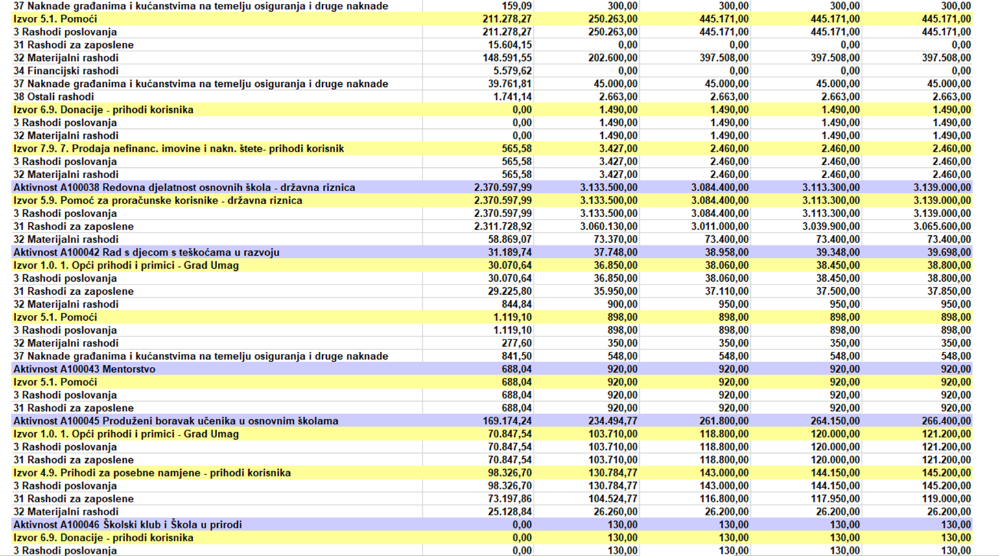 37 Naknade građanima i kućanstvima na temelju osiguranja i druge naknade 159,09 300,00 300,00 300,00 300,00
Izvor 5.1. Pomoći 211.278,27 250.263,00 445.171,00 445.171,00 445.171,00
3 Rashodi poslovanja 211.278,27 250.263,00 445.171,00 445.171,00 445.171,00
31 Rashodi za zaposlene 15.604,15 0,00 0,00 0,00 0,00
32 Materijalni rashodi 148.591,55 202.600,00 397.508,00 397.508,00 397.508,00
34 Financijski rashodi 5.579,62 0,00 0,00 0,00 0,00
37 Naknade građanima i kućanstvima na temelju osiguranja i druge naknade 39.761,81 45.000,00 45.000,00 45.000,00 45.000,00
38 Ostali rashodi 1.741,14 2.663,00 2.663,00 2.663,00 2.663,00
Izvor 6.9. Donacije - prihodi korisnika 0,00 1.490,00 1.490,00 1.490,00 1.490,00
3 Rashodi poslovanja 0,00 1.490,00 1.490,00 1.490,00 1.490,00
32 Materijalni rashodi 0,00 1.490,00 1.490,00 1.490,00 1.490,00
Izvor 7.9. 7. Prodaja nefinanc. imovine i nakn. štete- prihodi korisnik 565,58 3.427,00 2.460,00 2.460,00 2.460,00
3 Rashodi poslovanja 565,58 3.427,00 2.460,00 2.460,00 2.460,00
32 Materijalni rashodi 565,58 3.427,00 2.460,00 2.460,00 2.460,00
Aktivnost A100038 Redovna djelatnost osnovnih škola - državna riznica 2.370.597,99 3.133.500,00 3.084.400,00 3.113.300,00 3.139.000,00
Izvor 5.9. Pomoć za proračunske korisnike - državna riznica 2.370.597,99 3.133.500,00 3.084.400,00 3.113.300,00 3.139.000,00
3 Rashodi poslovanja 2.370.597,99 3.133.500,00 3.084.400,00 3.113.300,00 3.139.000,00
31 Rashodi za zaposlene 2.311.728,92 3.060.130,00 3.011.000,00 3.039.900,00 3.065.600,00
32 Materijalni rashodi 58.869,07 73.370,00 73.400,00 73.400,00 73.400,00
Aktivnost A100042 Rad s djecom s teškoćama u razvoju 31.189,74 37.748,00 38.958,00 39.348,00 39.698,00
Izvor 1.0. 1. Opći prihodi i primici - Grad Umag 30.070,64 36.850,00 38.060,00 38.450,00 38.800,00
3 Rashodi poslovanja 30.070,64 36.850,00 38.060,00 38.450,00 38.800,00
31 Rashodi za zaposlene 29.225,80 35.950,00 37.110,00 37.500,00 37.850,00
32 Materijalni rashodi 844,84 900,00 950,00 950,00 950,00
Izvor 5.1. Pomoći 1.119,10 898,00 898,00 898,00 898,00
3 Rashodi poslovanja 1.119,10 898,00 898,00 898,00 898,00
32 Materijalni rashodi 277,60 350,00 350,00 350,00 350,00
37 Naknade građanima i kućanstvima na temelju osiguranja i druge naknade 841,50 548,00 548,00 548,00 548,00
Aktivnost A100043 Mentorstvo 688,04 920,00 920,00 920,00 920,00
Izvor 5.1. Pomoći 688,04 920,00 920,00 920,00 920,00
3 Rashodi poslovanja 688,04 920,00 920,00 920,00 920,00
31 Rashodi za zaposlene 688,04 920,00 920,00 920,00 920,00
Aktivnost A100045 Produženi boravak učenika u osnovnim školama 169.174,24 234.494,77 261.800,00 264.150,00 266.400,00
Izvor 1.0. 1. Opći prihodi i primici - Grad Umag 70.847,54 103.710,00 118.800,00 120.000,00 121.200,00
3 Rashodi poslovanja 70.847,54 103.710,00 118.800,00 120.000,00 121.200,00
31 Rashodi za zaposlene 70.847,54 103.710,00 118.800,00 120.000,00 121.200,00
Izvor 4.9. Prihodi za posebne namjene - prihodi korisnika 98.326,70 130.784,77 143.000,00 144.150,00 145.200,00
3 Rashodi poslovanja 98.326,70 130.784,77 143.000,00 144.150,00 145.200,00
31 Rashodi za zaposlene 73.197,86 104.524,77 116.800,00 117.950,00 119.000,00
32 Materijalni rashodi 25.128,84 26.260,00 26.200,00 26.200,00 26.200,00
Aktivnost A100046 Školski klub i Škola u prirodi 0,00 130,00 130,00 130,00 130,00
Izvor 6.9. Donacije - prihodi korisnika 0,00 130,00 130,00 130,00 130,00
3 Rashodi poslovanja 0,00 130,00 130,00 130,00 130,00